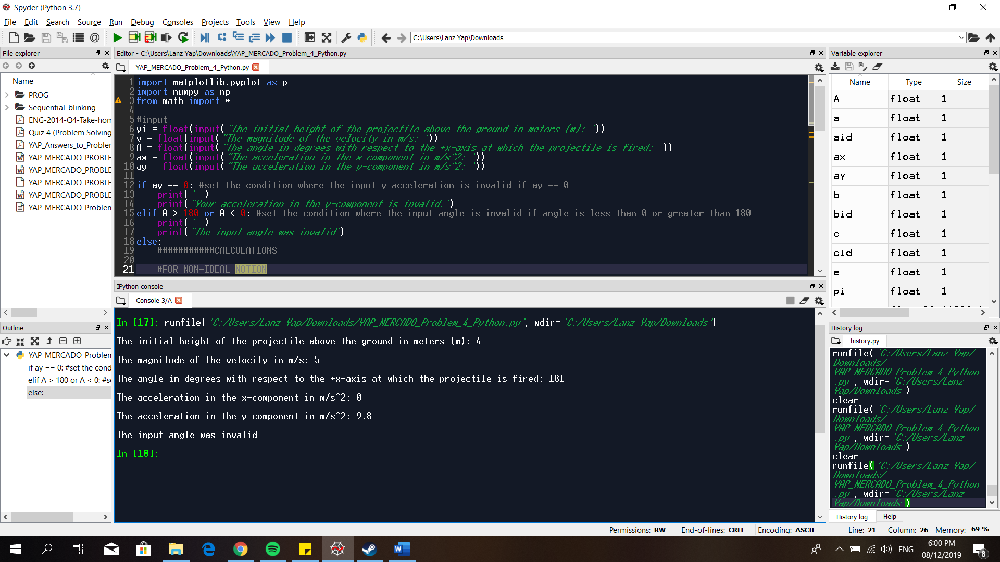 Spyder (Python 3.7)
File Edit Search Source Run Debug Consoles Projects Tools View Help
C:\Users\Lanz Yap\Downloads
File explorer
Name
PROG
Sequential_blinking
ENG-2014-Q4-Take-hon
Quiz 4 (Problem Solving
YAP_Answers_to_Probler
YAP_MERCADO_PROBLE
YAP_MERCADO_PROBLE
YAP_MERCADO_PROBLE
YAP_MERCADO_PROBLE
YAP_MERCADO_Problem
Outline
YAP_MERCADO_Problem
if ay == 0: #set the cond
elif A > 180 or A < 0: #se
else:
Editor - C:\Users\Lanz Yap\Downloads\YAP_MERCADO_Problem_4_Python.py
YAP_MERCADO_Problem_4_Python.py
1 import matplotlib.pyplot as p
2 import numpy as np
3 from math import *
4
5 #input
6 yi = float(input("The initial height of the projectile above the ground in meters (m): "))
7 v = float(input("The magnitude of the velocity in m/s: "))
8 A = float(input("The angle in degrees with respect to the +x-axis at which the projectile is fired: "))
9 ax = float(input("The acceleration in the x-component in m/s^2: "))
10 ay = float(input("The acceleration in the y-component in m/s^2: "))
11
12 if ay == 0: #set the condition where the input y-acceleration is invalid if ay == 0
13 print(' ')
14 print("Your acceleration in the y-component is invalid.")
15 elif A > 180 or A < 0: #set the condition where the input angle is invalid if angle is less than 0 or greater than 180
16 print(' ')
17 print("The input angle was invalid")
18 else:
19 ###########CALCULATIONS
20
21 #FOR NON-IDEAL MOTION
IPython console
Console 3/A
In [17]: runfile('C:/Users/Lanz Yap/Downloads/YAP_MERCADO_Problem_4_Python.py', wdir='C:/Users/Lanz Yap/Downloads')
The initial height of the projectile above the ground in meters (m): 4
The magnitude of the velocity in m/s: 5
The angle in degrees with respect to the +x-axis at which the projectile is fired: 181
The acceleration in the x-component in m/s^2: 0
The acceleration in the y-component in m/s^2: 9.8
The input angle was invalid
In [18]:
Variable explorer
Name Type Size
A float 1
a float 1
aid float 1
ax float 1
ay float 1
b float 1
bid float 1
c float 1
cid float 1
e float 1
pi float 1
History log
history.py
runfile('C:/Users/Lanz Yap/
Downloads/
YAP_MERCADO_Problem_4_Python
.py', wdir='C:/Users/Lanz
Yap/Downloads')
clear
runfile('C:/Users/Lanz Yap/
Downloads/
YAP_MERCADO_Problem_4_Python
.py', wdir='C:/Users/Lanz
Yap/Downloads')
clear
runfile('C:/Users/Lanz Yap/
Downloads/
YAP_MERCADO_Problem_4_Python
.py', wdir='C:/Users/Lanz
Yap/Downloads')
History log Help
Permissions: RW End-of-lines: CRLF Encoding: ASCII Line: 21 Column: 26 Memory: 69 %
ENG
6:00 PM
08/12/2019
8